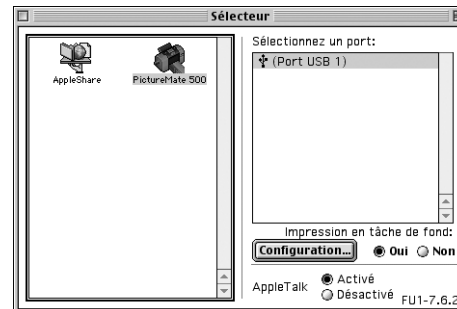 Sélecteur
AppleShare
PictureMate 500
Sélectionnez un port:
(Port USB 1)
Impression en tâche de fond:
Configuration...
Oui
Non
AppleTalk
Activé
Désactivé
FU1-7.6.2